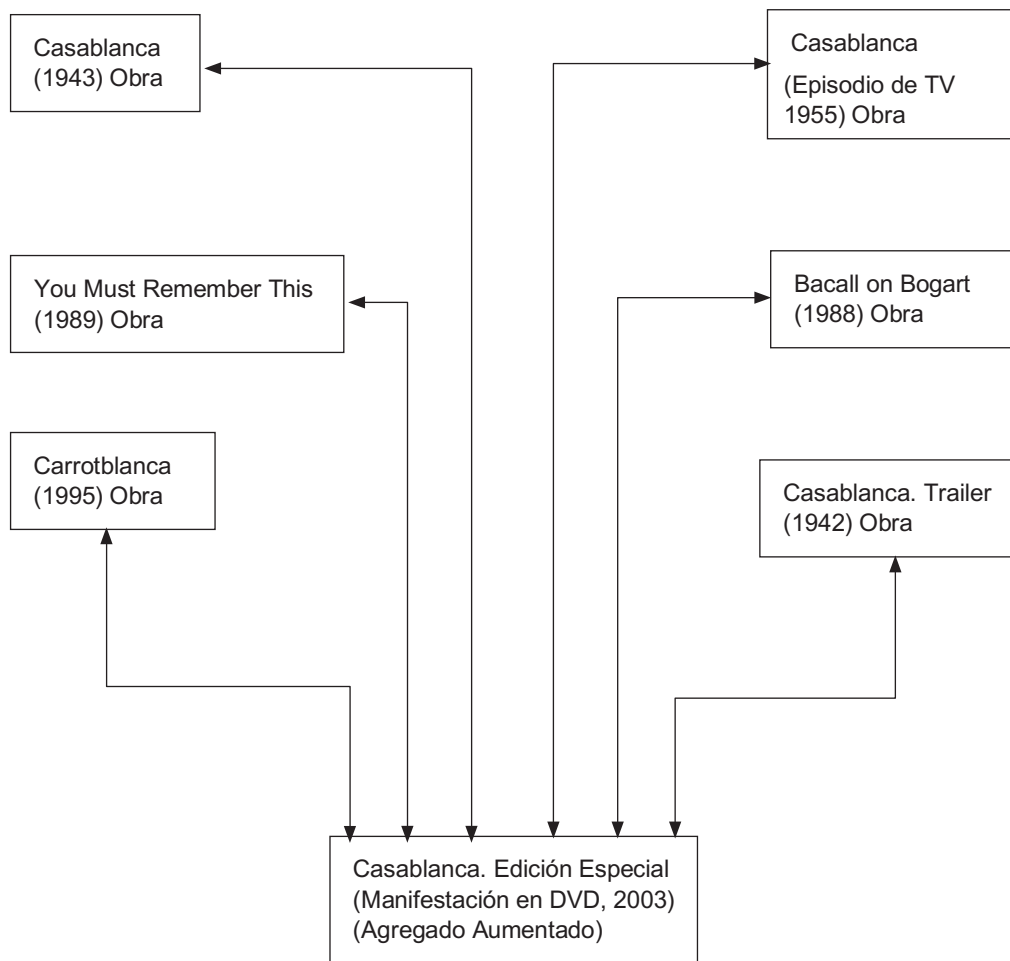 Casablanca
(1943) Obra
Casablanca
(Episodio de TV
1955) Obra
You Must Remember This
(1989) Obra
Bacall on Bogart
(1988) Obra
Carrotblanca
(1995) Obra
Casablanca. Trailer
(1942) Obra
Casablanca. Edición Especial
(Manifestación en DVD, 2003)
(Agregado Aumentado)